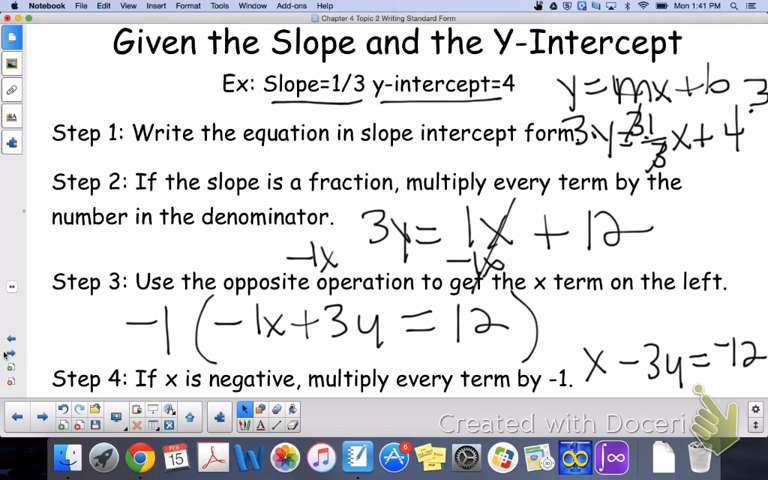 Notebook File Edit View Insert Format Tools Window Add-ons Help Mon 1:41 PM
Chapter 4 Topic 2 Writing Standard Form
Given the Slope and the Y-Intercept
Ex: Slope=1/3 y-intercept=4
y=mx+b
Step 1: Write the equation in slope intercept form.
3·y=3·1/3x+4·3
Step 2: If the slope is a fraction, multiply every term by the
number in the denominator.
3y=1x+12
-1x -1x
Step 3: Use the opposite operation to get the x term on the left.
-1(-1x+3y=12)
Step 4: If x is negative, multiply every term by -1.
x-3y=-12
Created with Doceri
FEB
15
6